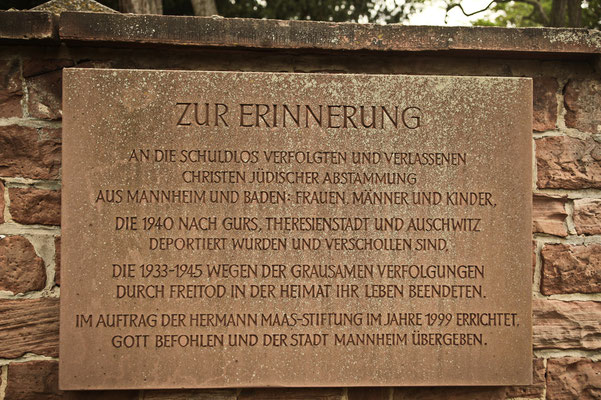 ZUR ERINNERUNG
AN DIE SCHULDLOS VERFOLGTEN UND VERLASSENEN
CHRISTEN JÜDISCHER ABSTAMMUNG
AUS MANNHEIM UND BADEN: FRAUEN, MÄNNER UND KINDER,
DIE 1940 NACH GURS, THERESIENSTADT UND AUSCHWITZ
DEPORTIERT WURDEN UND VERSCHOLLEN SIND,
DIE 1933-1945 WEGEN DER GRAUSAMEN VERFOLGUNGEN
DURCH FREITOD IN DER HEIMAT IHR LEBEN BEENDETEN.
IM AUFTRAG DER HERMANN MAAS-STIFTUNG IM JAHRE 1999 ERRICHTET,
GOTT BEFOHLEN UND DER STADT MANNHEIM ÜBERGEBEN.